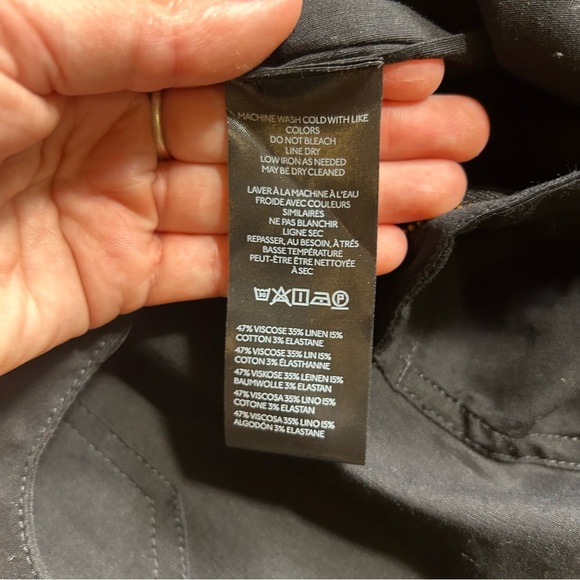 MACHINE WASH COLD WITH LIKE
COLORS
DO NOT BLEACH
LINE DRY
LOW IRON AS NEEDED
MAY BE DRY CLEANED
LAVER À LA MACHINE À L'EAU
FROIDE AVEC COULEURS
SIMILAIRES
NE PAS BLANCHIR
LIGNE SEC
REPASSER, AU BESOIN, À TRÉS
BASSE TEMPÉRATURE
PEUT-ÊTRE ÊTRE NETTOYÉE
À SEC
30 P
47% VISCOSE 35% LINEN 15%
COTTON 3% ELASTANE
47% VISCOSE 35% LIN 15%
COTON 3% ÉLASTHANNE
47% VISKOSE 35% LEINEN 15%
BAUMWOLLE 3% ELASTAN
47% VISCOSA 35% LINO 15%
COTONE 3% ELASTAN
47% VISCOSA 35% LINO 15%
ALGODÓN 3% ELASTANE